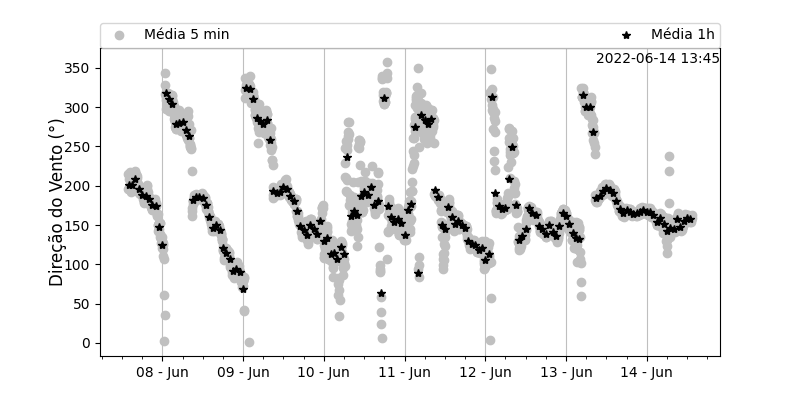 Média 5 min
Média 1h
2022-06-14 13:45
Direção do Vento (°)
350
300
250
200
150
100
50
0
08 - Jun
09 - Jun
10 - Jun
11 - Jun
12 - Jun
13 - Jun
14 - Jun